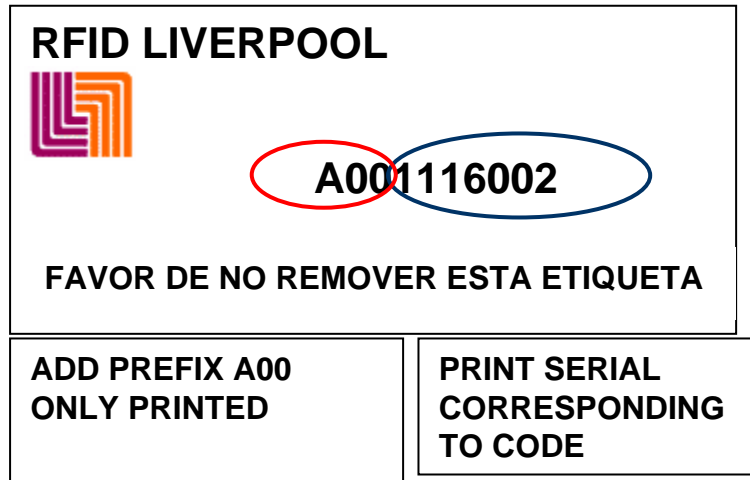 RFID LIVERPOOL
A001116002
FAVOR DE NO REMOVER ESTA ETIQUETA
ADD PREFIX A00
ONLY PRINTED
PRINT SERIAL
CORRESPONDING
TO CODE